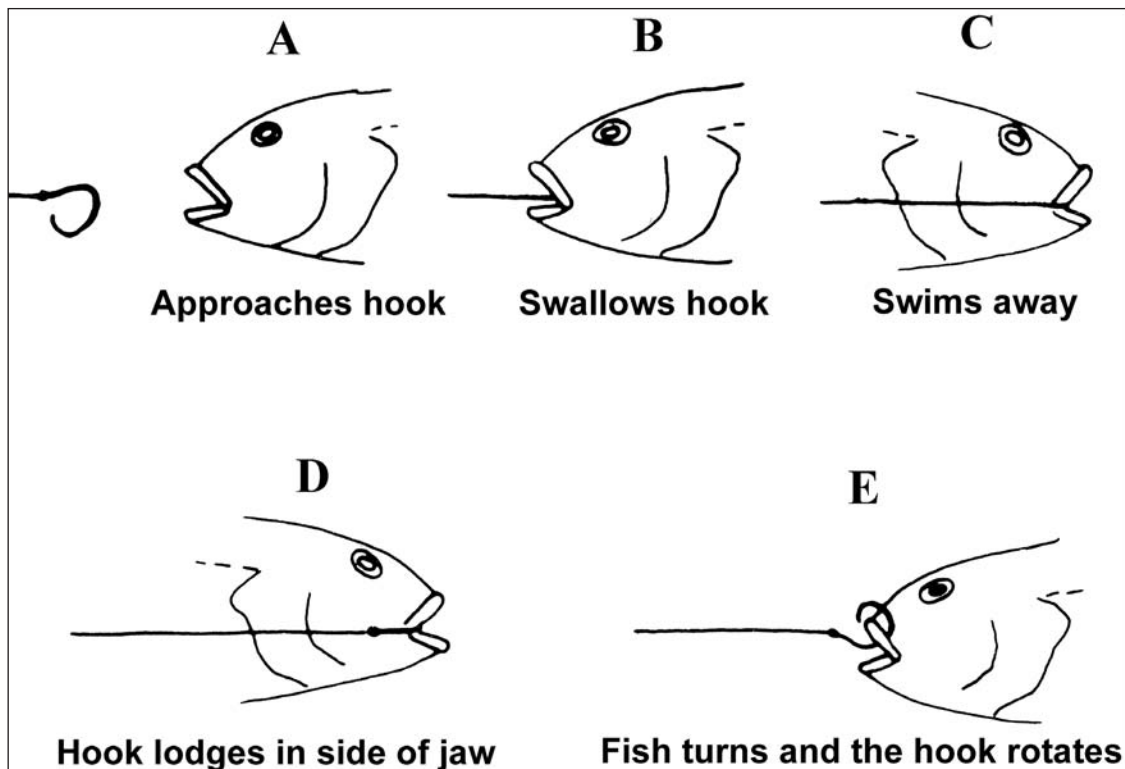 A
B
C
Approaches hook
Swallows hook
Swims away
D
E
Hook lodges in side of jaw
Fish turns and the hook rotates